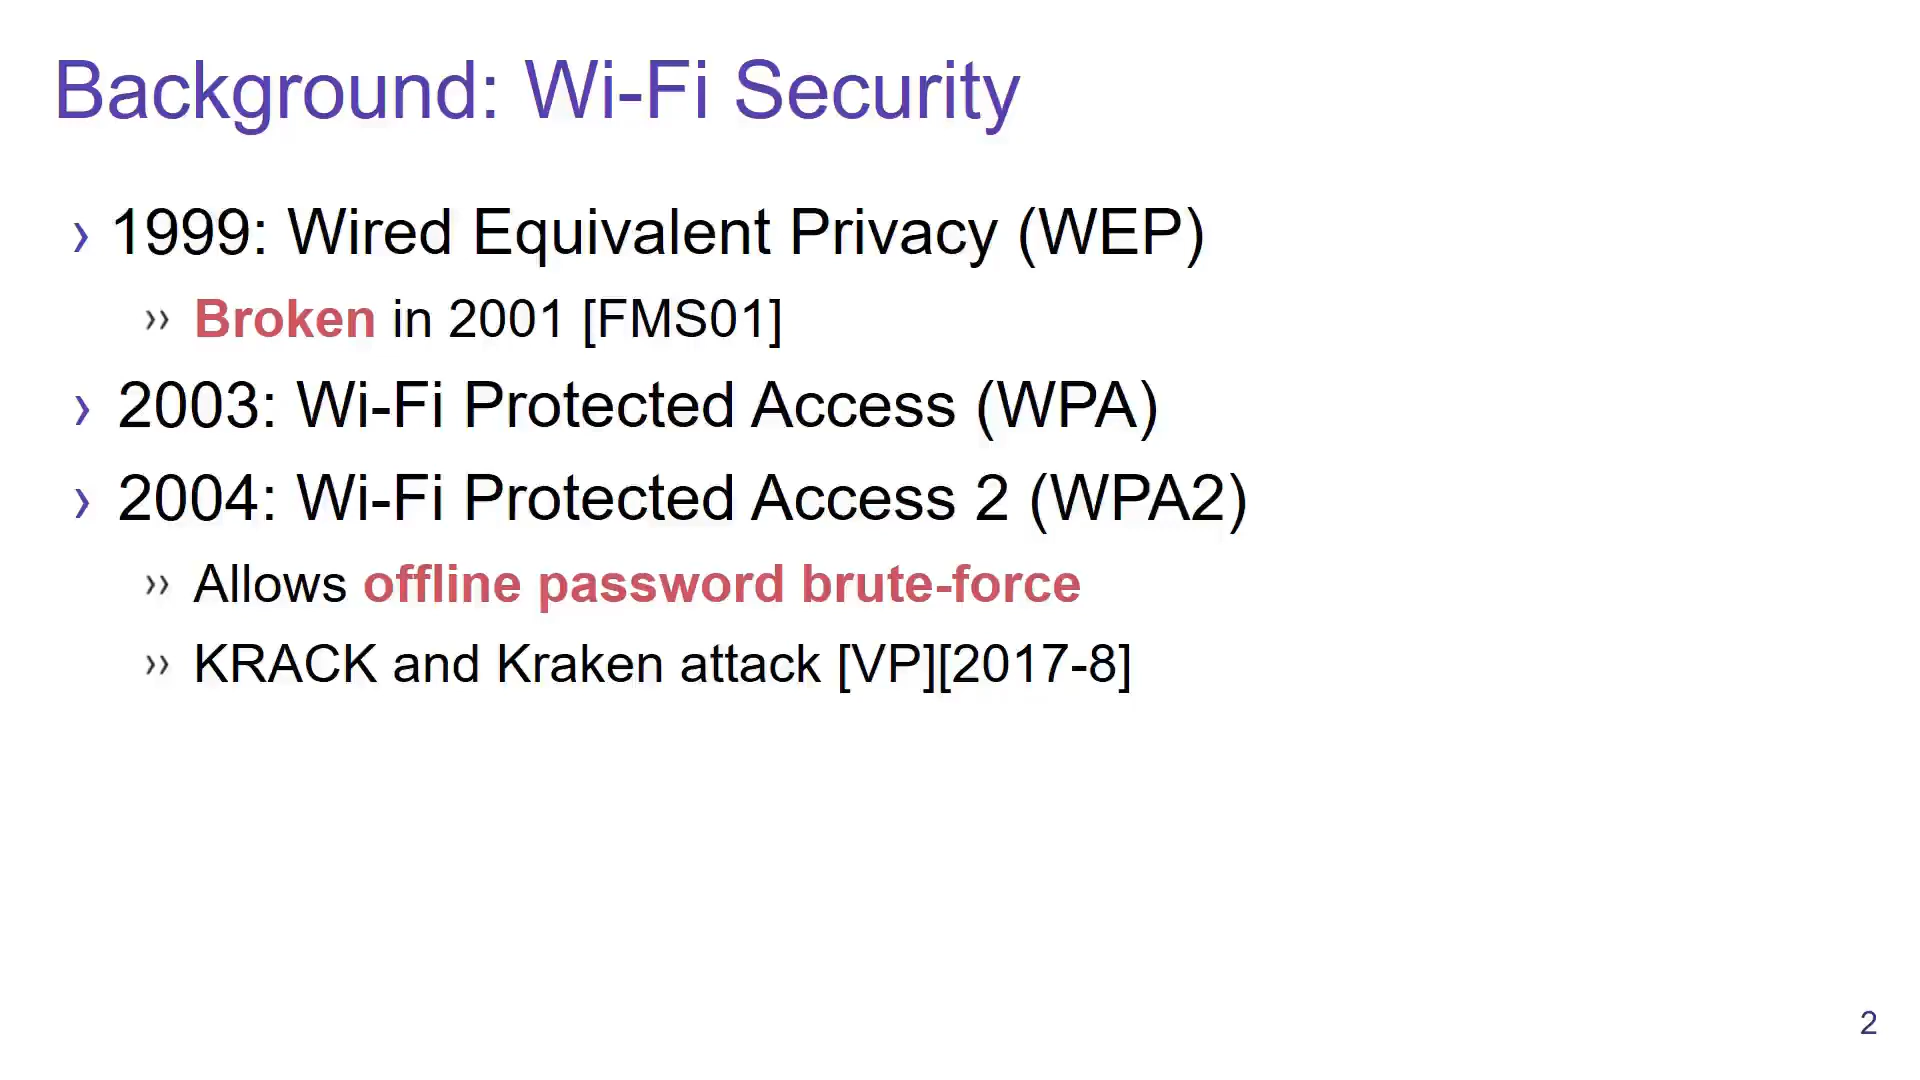 Background: Wi-Fi Security
› 1999: Wired Equivalent Privacy (WEP)
›› Broken in 2001 [FMS01]
› 2003: Wi-Fi Protected Access (WPA)
› 2004: Wi-Fi Protected Access 2 (WPA2)
›› Allows offline password brute-force
›› KRACK and Kraken attack [VP][2017-8]
2